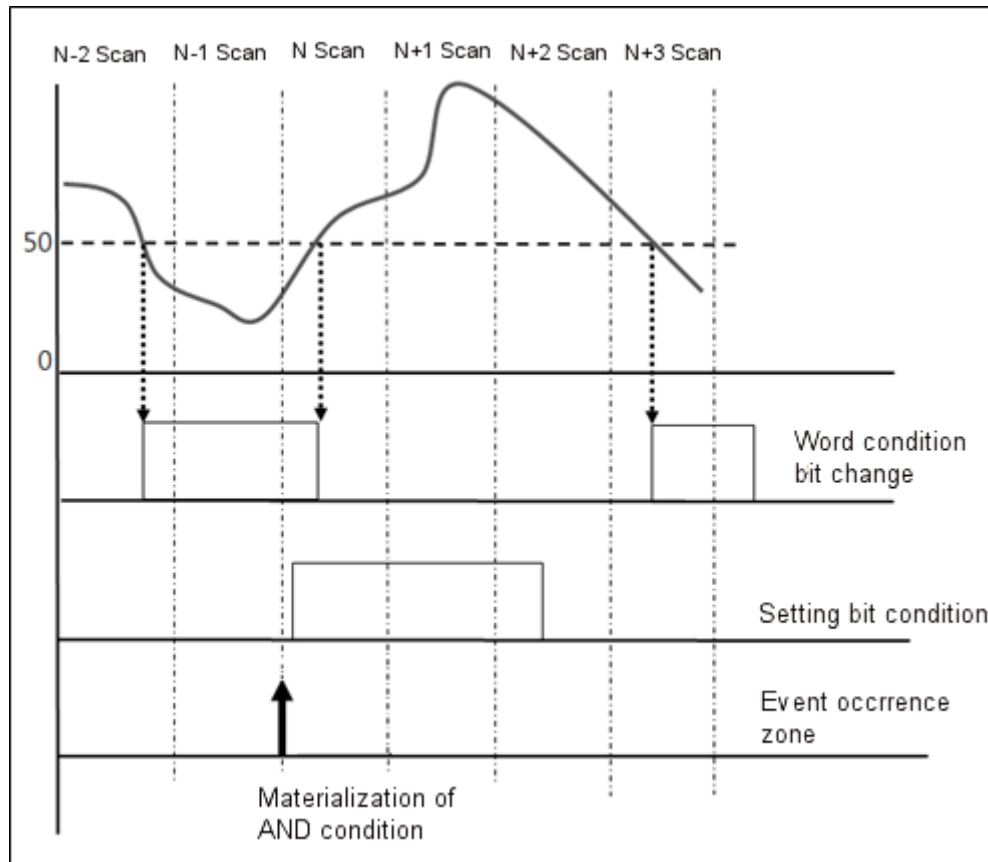 N-2 Scan N-1 Scan N Scan N+1 Scan N+2 Scan N+3 Scan
50
0
Word condition
bit change
Setting bit condition
Event occrrence
zone
Materialization of
AND condition